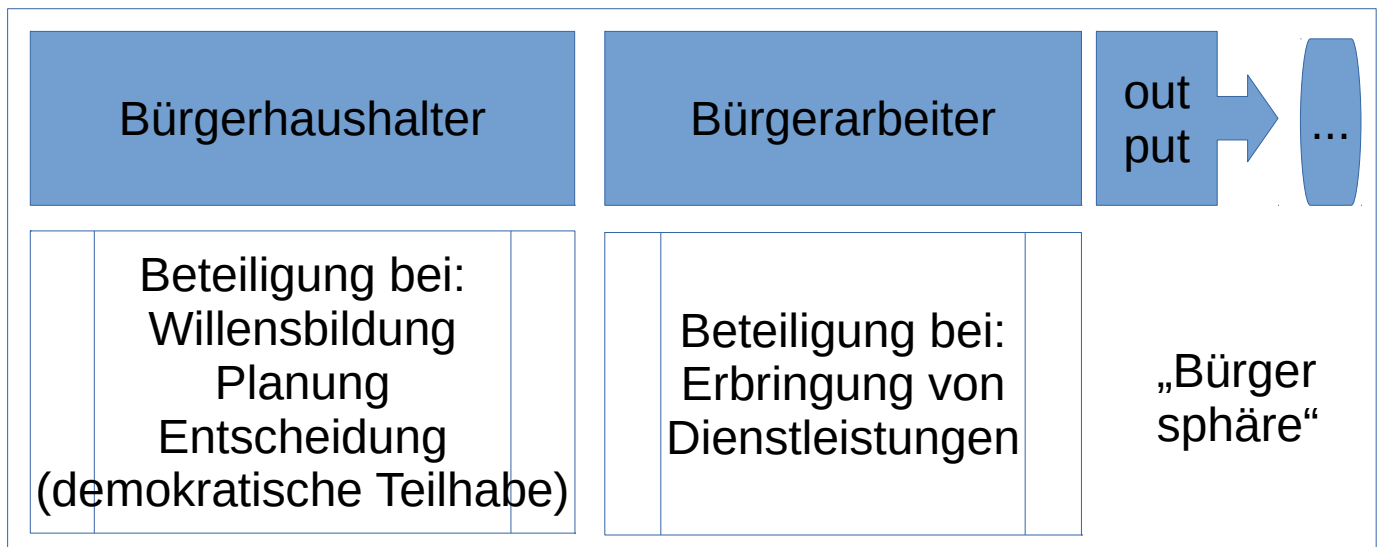 Bürgerhaushalter
Bürgerarbeiter
out
put
...
Beteiligung bei:
Willensbildung
Planung
Entscheidung
(demokratische Teilhabe)
Beteiligung bei:
Erbringung von
Dienstleistungen
„Bürger
sphäre“